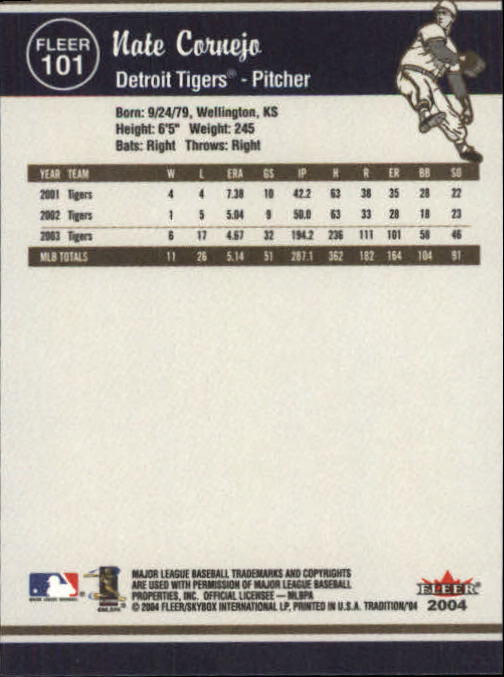 FLEER
101
Nate Cornejo
Detroit Tigers® - Pitcher
Born: 9/24/79, Wellington, KS
Height: 6'5" Weight: 245
Bats: Right Throws: Right
YEAR TEAM W L ERA GS IP H R ER BB SO
2001 Tigers 4 4 7.38 10 42.2 63 38 35 28 22
2002 Tigers 1 5 5.04 9 50.0 63 33 28 18 23
2003 Tigers 6 17 4.67 32 194.2 236 111 101 58 46
MLB TOTALS 11 26 5.14 51 287.1 362 182 164 104 91
MAJOR LEAGUE BASEBALL TRADEMARKS AND COPYRIGHTS
ARE USED WITH PERMISSION OF MAJOR LEAGUE BASEBALL
PROPERTIES, INC. OFFICIAL LICENSEE — MLBPA
© 2004 FLEER/SKYBOX INTERNATIONAL LP, PRINTED IN U.S.A. TRADITION/'04
FLEER®
2004